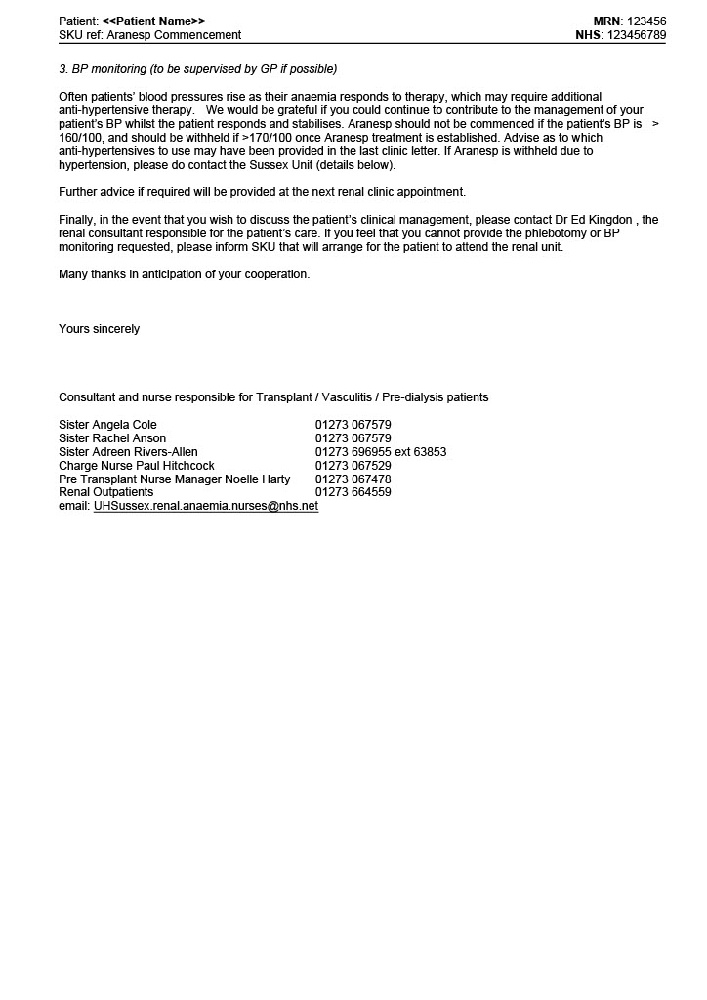 Patient: <<Patient Name>> MRN: 123456
SKU ref: Aranesp Commencement NHS: 123456789
3. BP monitoring (to be supervised by GP if possible)
Often patients' blood pressures rise as their anaemia responds to therapy, which may require additional
anti-hypertensive therapy. We would be grateful if you could continue to contribute to the management of your
patient's BP whilst the patient responds and stabilises. Aranesp should not be commenced if the patient's BP is >
160/100, and should be withheld if >170/100 once Aranesp treatment is established. Advise as to which
anti-hypertensives to use may have been provided in the last clinic letter. If Aranesp is withheld due to
hypertension, please do contact the Sussex Unit (details below).
Further advice if required will be provided at the next renal clinic appointment.
Finally, in the event that you wish to discuss the patient's clinical management, please contact Dr Ed Kingdon , the
renal consultant responsible for the patient's care. If you feel that you cannot provide the phlebotomy or BP
monitoring requested, please inform SKU that will arrange for the patient to attend the renal unit.
Many thanks in anticipation of your cooperation.
Yours sincerely
Consultant and nurse responsible for Transplant / Vasculitis / Pre-dialysis patients
Sister Angela Cole 01273 067579
Sister Rachel Anson 01273 067579
Sister Adreen Rivers-Allen 01273 696955 ext 63853
Charge Nurse Paul Hitchcock 01273 067529
Pre Transplant Nurse Manager Noelle Harty 01273 067478
Renal Outpatients 01273 664559
email: UHSussex.renal.anaemia.nurses@nhs.net